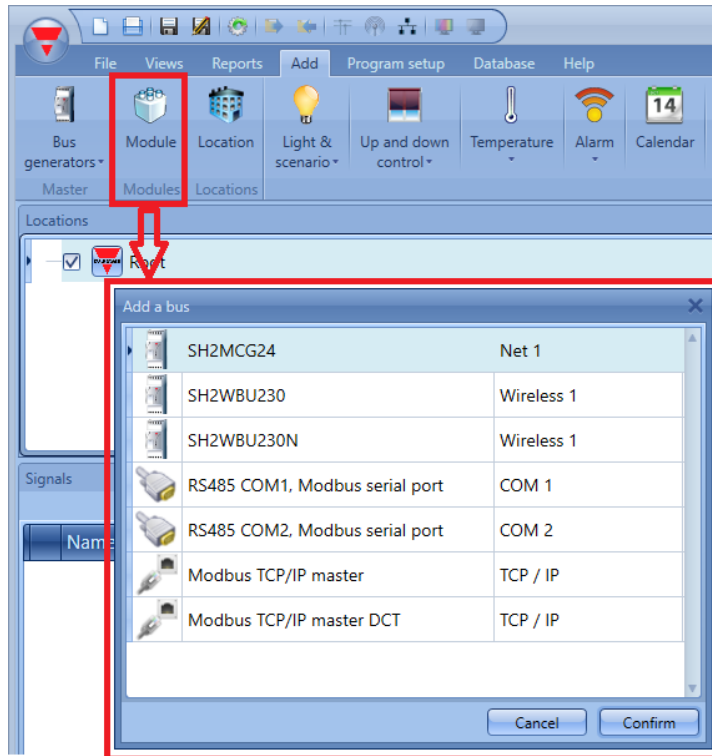 File Views Reports Add Program setup Database Help
Bus generators Module Location Light & scenario Up and down control Temperature Alarm 14 Calendar
Master Modules Locations
Locations
Root
Add a bus
SH2MCG24 Net 1
SH2WBU230 Wireless 1
SH2WBU230N Wireless 1
Signals
RS485 COM1, Modbus serial port COM 1
RS485 COM2, Modbus serial port COM 2
Name
Modbus TCP/IP master TCP / IP
Modbus TCP/IP master DCT TCP / IP
Cancel Confirm